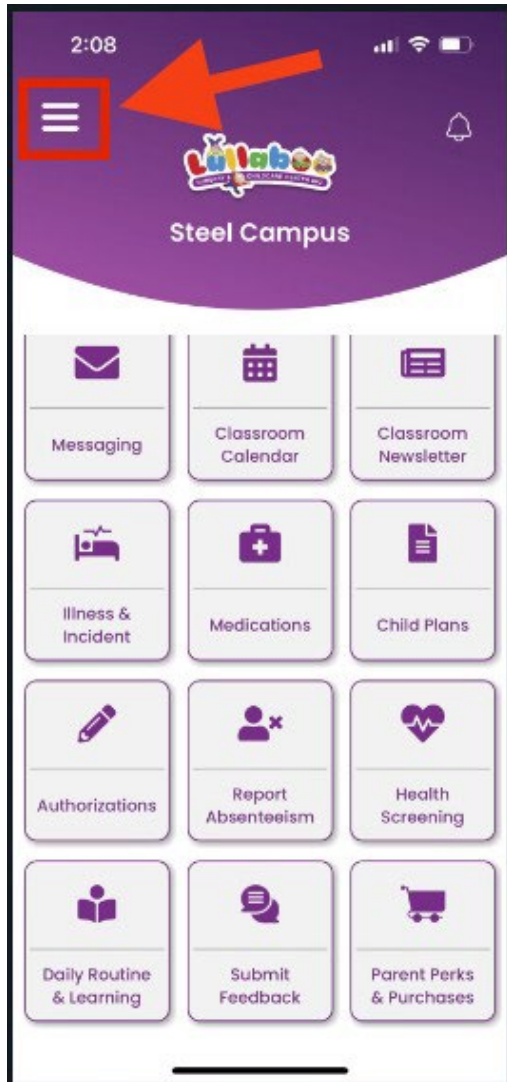 2:08
Lullaboo
Steel Campus
Messaging
Classroom
Calendar
Classroom
Newsletter
Illness &
Incident
Medications
Child Plans
Authorizations
Report
Absenteeism
Health
Screening
Daily Routine
& Learning
Submit
Feedback
Parent Perks
& Purchases